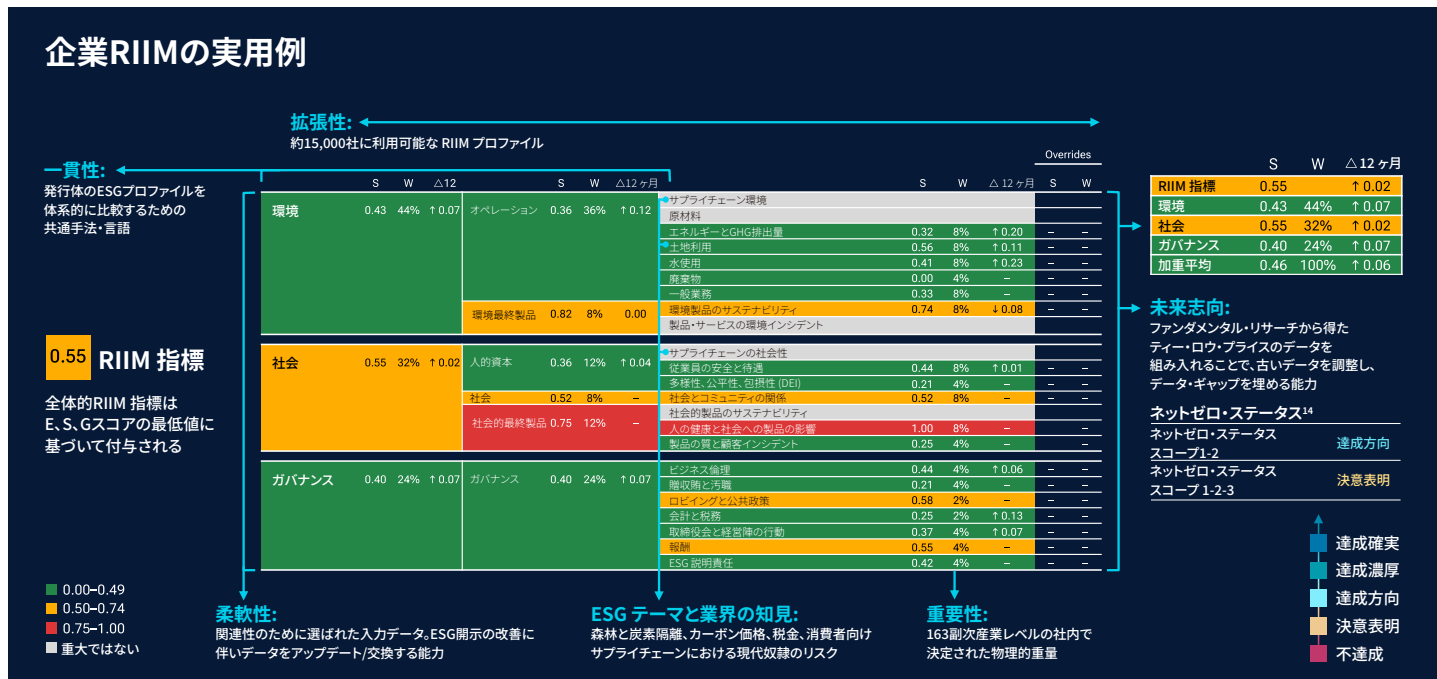 企業RIIMの実用例
拡張性:
約15,000社に利用可能な RIIM プロファイル
一貫性:
発行体のESGプロファイルを
体系的に比較するための
共通手法・言語
0.55 RIIM 指標
全体的RIIM 指標は
E、S、Gスコアの最低値に
基づいて付与される
0.00–0.49
0.50–0.74
0.75–1.00
重大ではない
Overrides
S W △12 S W △12ヶ月 S W △12ヶ月 S W
環境 0.43 44% ↑0.07 オペレーション 0.36 36% ↑0.12
サプライチェーン環境
原材料
エネルギーとGHG排出量 0.32 8% ↑0.20 – –
土地利用 0.56 8% ↑0.11 – –
水使用 0.41 8% ↑0.23 – –
廃棄物 0.00 4% – – –
一般業務 0.33 8% – – –
環境最終製品 0.82 8% 0.00
環境製品のサステナビリティ 0.74 8% ↓0.08 – –
製品・サービスの環境インシデント
社会 0.55 32% ↑0.02 人的資本 0.36 12% ↑0.04
サプライチェーンの社会性
従業員の安全と待遇 0.44 8% ↑0.01 – –
多様性、公平性、包摂性 (DEI) 0.21 4% – – –
社会 0.52 8% –
社会とコミュニティの関係 0.52 8% – – –
社会的最終製品 0.75 12% –
社会的製品のサステナビリティ
人の健康と社会への製品の影響 1.00 8% – – –
製品の質と顧客インシデント 0.25 4% – – –
ガバナンス 0.40 24% ↑0.07 ガバナンス 0.40 24% ↑0.07
ビジネス倫理 0.44 4% ↑0.06 – –
贈収賄と汚職 0.21 4% – – –
ロビイングと公共政策 0.58 2% – –
会計と税務 0.25 2% ↑0.13 – –
取締役会と経営陣の行動 0.37 4% ↑0.07 – –
報酬 0.55 4% – – –
ESG 説明責任 0.42 4% – – –
柔軟性:
関連性のために選ばれた入力データ。ESG開示の改善に
伴いデータをアップデート/交換する能力
ESG テーマと業界の知見:
森林と炭素隔離、カーボン価格、税金、消費者向け
サプライチェーンにおける現代奴隷のリスク
重要性:
163副次産業レベルの社内で
決定された物理的重量
S W △12ヶ月
RIIM 指標 0.55 ↑0.02
環境 0.43 44% ↑0.07
社会 0.55 32% ↑0.02
ガバナンス 0.40 24% ↑0.07
加重平均 0.46 100% ↑0.06
未来志向:
ファンダメンタル・リサーチから得た
ティー・ロウ・プライスのデータを
組み入れることで、古いデータを調整し、
データ・ギャップを埋める能力
ネットゼロ・ステータス¹⁴
ネットゼロ・ステータス
スコープ1-2 達成方向
ネットゼロ・ステータス
スコープ 1-2-3 決意表明
達成確実
達成濃厚
達成方向
決意表明
不達成